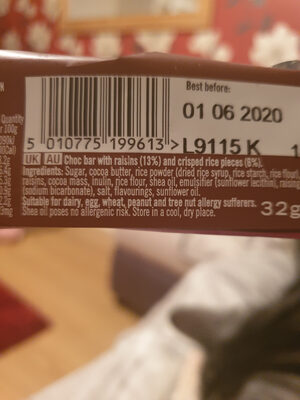 Quantity
Best before:
01 06 2020
5 010775 199613 > L9115 K
UK AU Choc bar with raisins (13%) and crisped rice pieces (8%).
Ingredients: Sugar, cocoa butter, rice powder (dried rice syrup, rice starch, rice flour),
raisins, cocoa mass, inulin, rice flour, shea oil, emulsifier (sunflower lecithin), raising
(sodium bicarbonate), salt, flavourings, sunflower oil.
Suitable for dairy, egg, wheat, peanut and tree nut allergy sufferers.
Shea oil poses no allergenic risk. Store in a cool, dry place.
32g